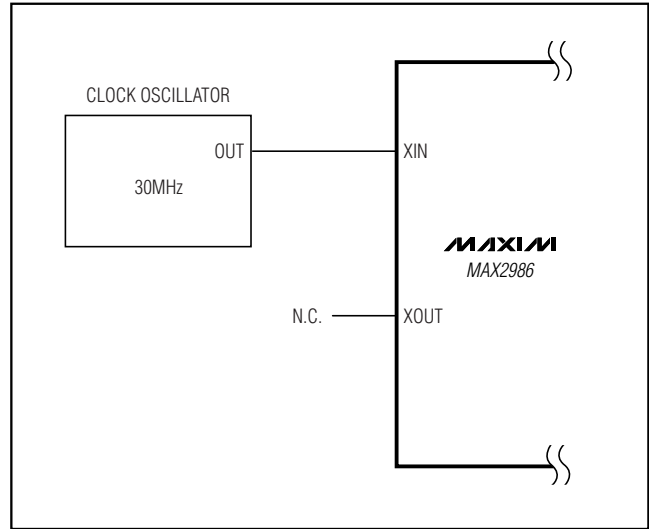 CLOCK OSCILLATOR
OUT
30MHz
XIN
MAXIM
MAX2986
N.C.
XOUT